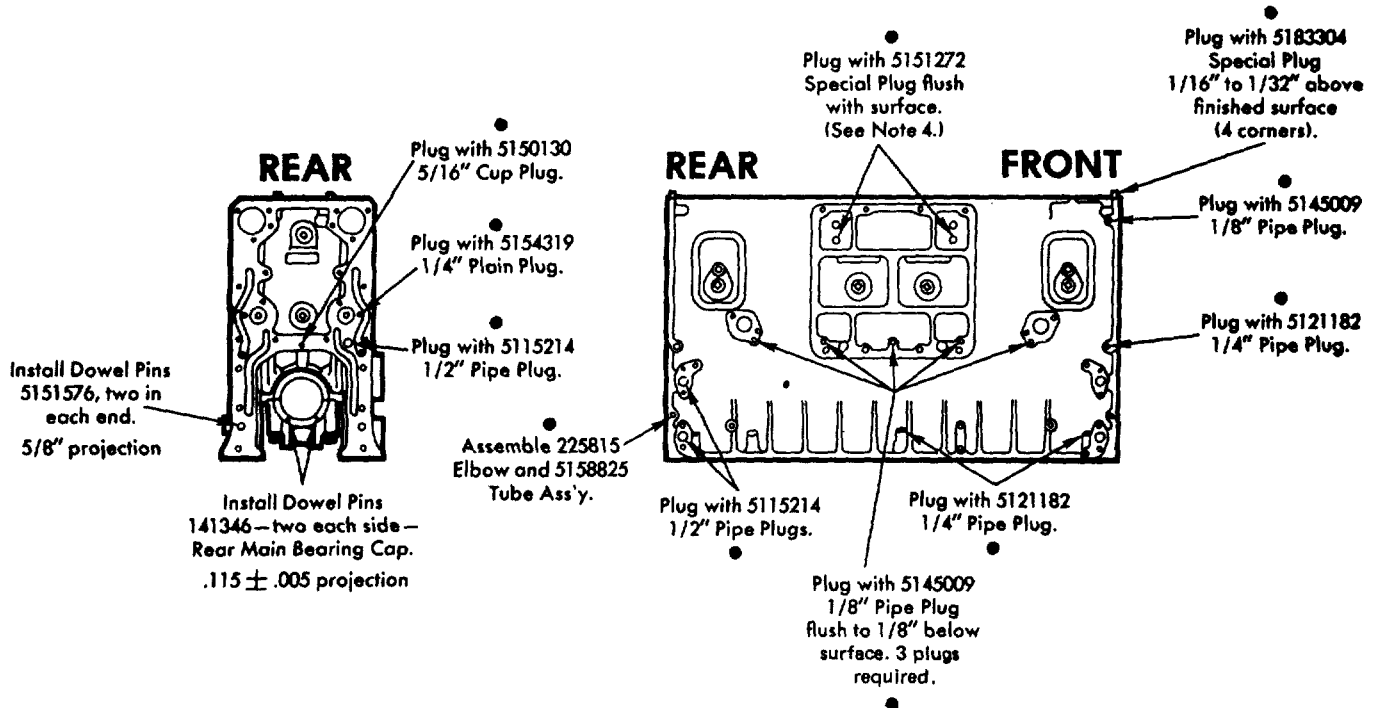 REAR
Plug with 5150130
5/16" Cup Plug.
Plug with 5154319
1/4" Plain Plug.
Plug with 5115214
1/2" Pipe Plug.
Install Dowel Pins
5151576, two in
each end.
5/8" projection
Install Dowel Pins
141346—two each side—
Rear Main Bearing Cap.
.115 ± .005 projection
REAR
FRONT
Plug with 5151272
Special Plug flush
with surface.
(See Note 4.)
Plug with 5183304
Special Plug
1/16" to 1/32" above
finished surface
(4 corners).
Plug with 5145009
1/8" Pipe Plug.
Plug with 5121182
1/4" Pipe Plug.
Assemble 225815
Elbow and 5158825
Tube Ass'y.
Plug with 5115214
1/2" Pipe Plugs.
Plug with 5121182
1/4" Pipe Plug.
Plug with 5145009
1/8" Pipe Plug
flush to 1/8" below
surface. 3 plugs
required.